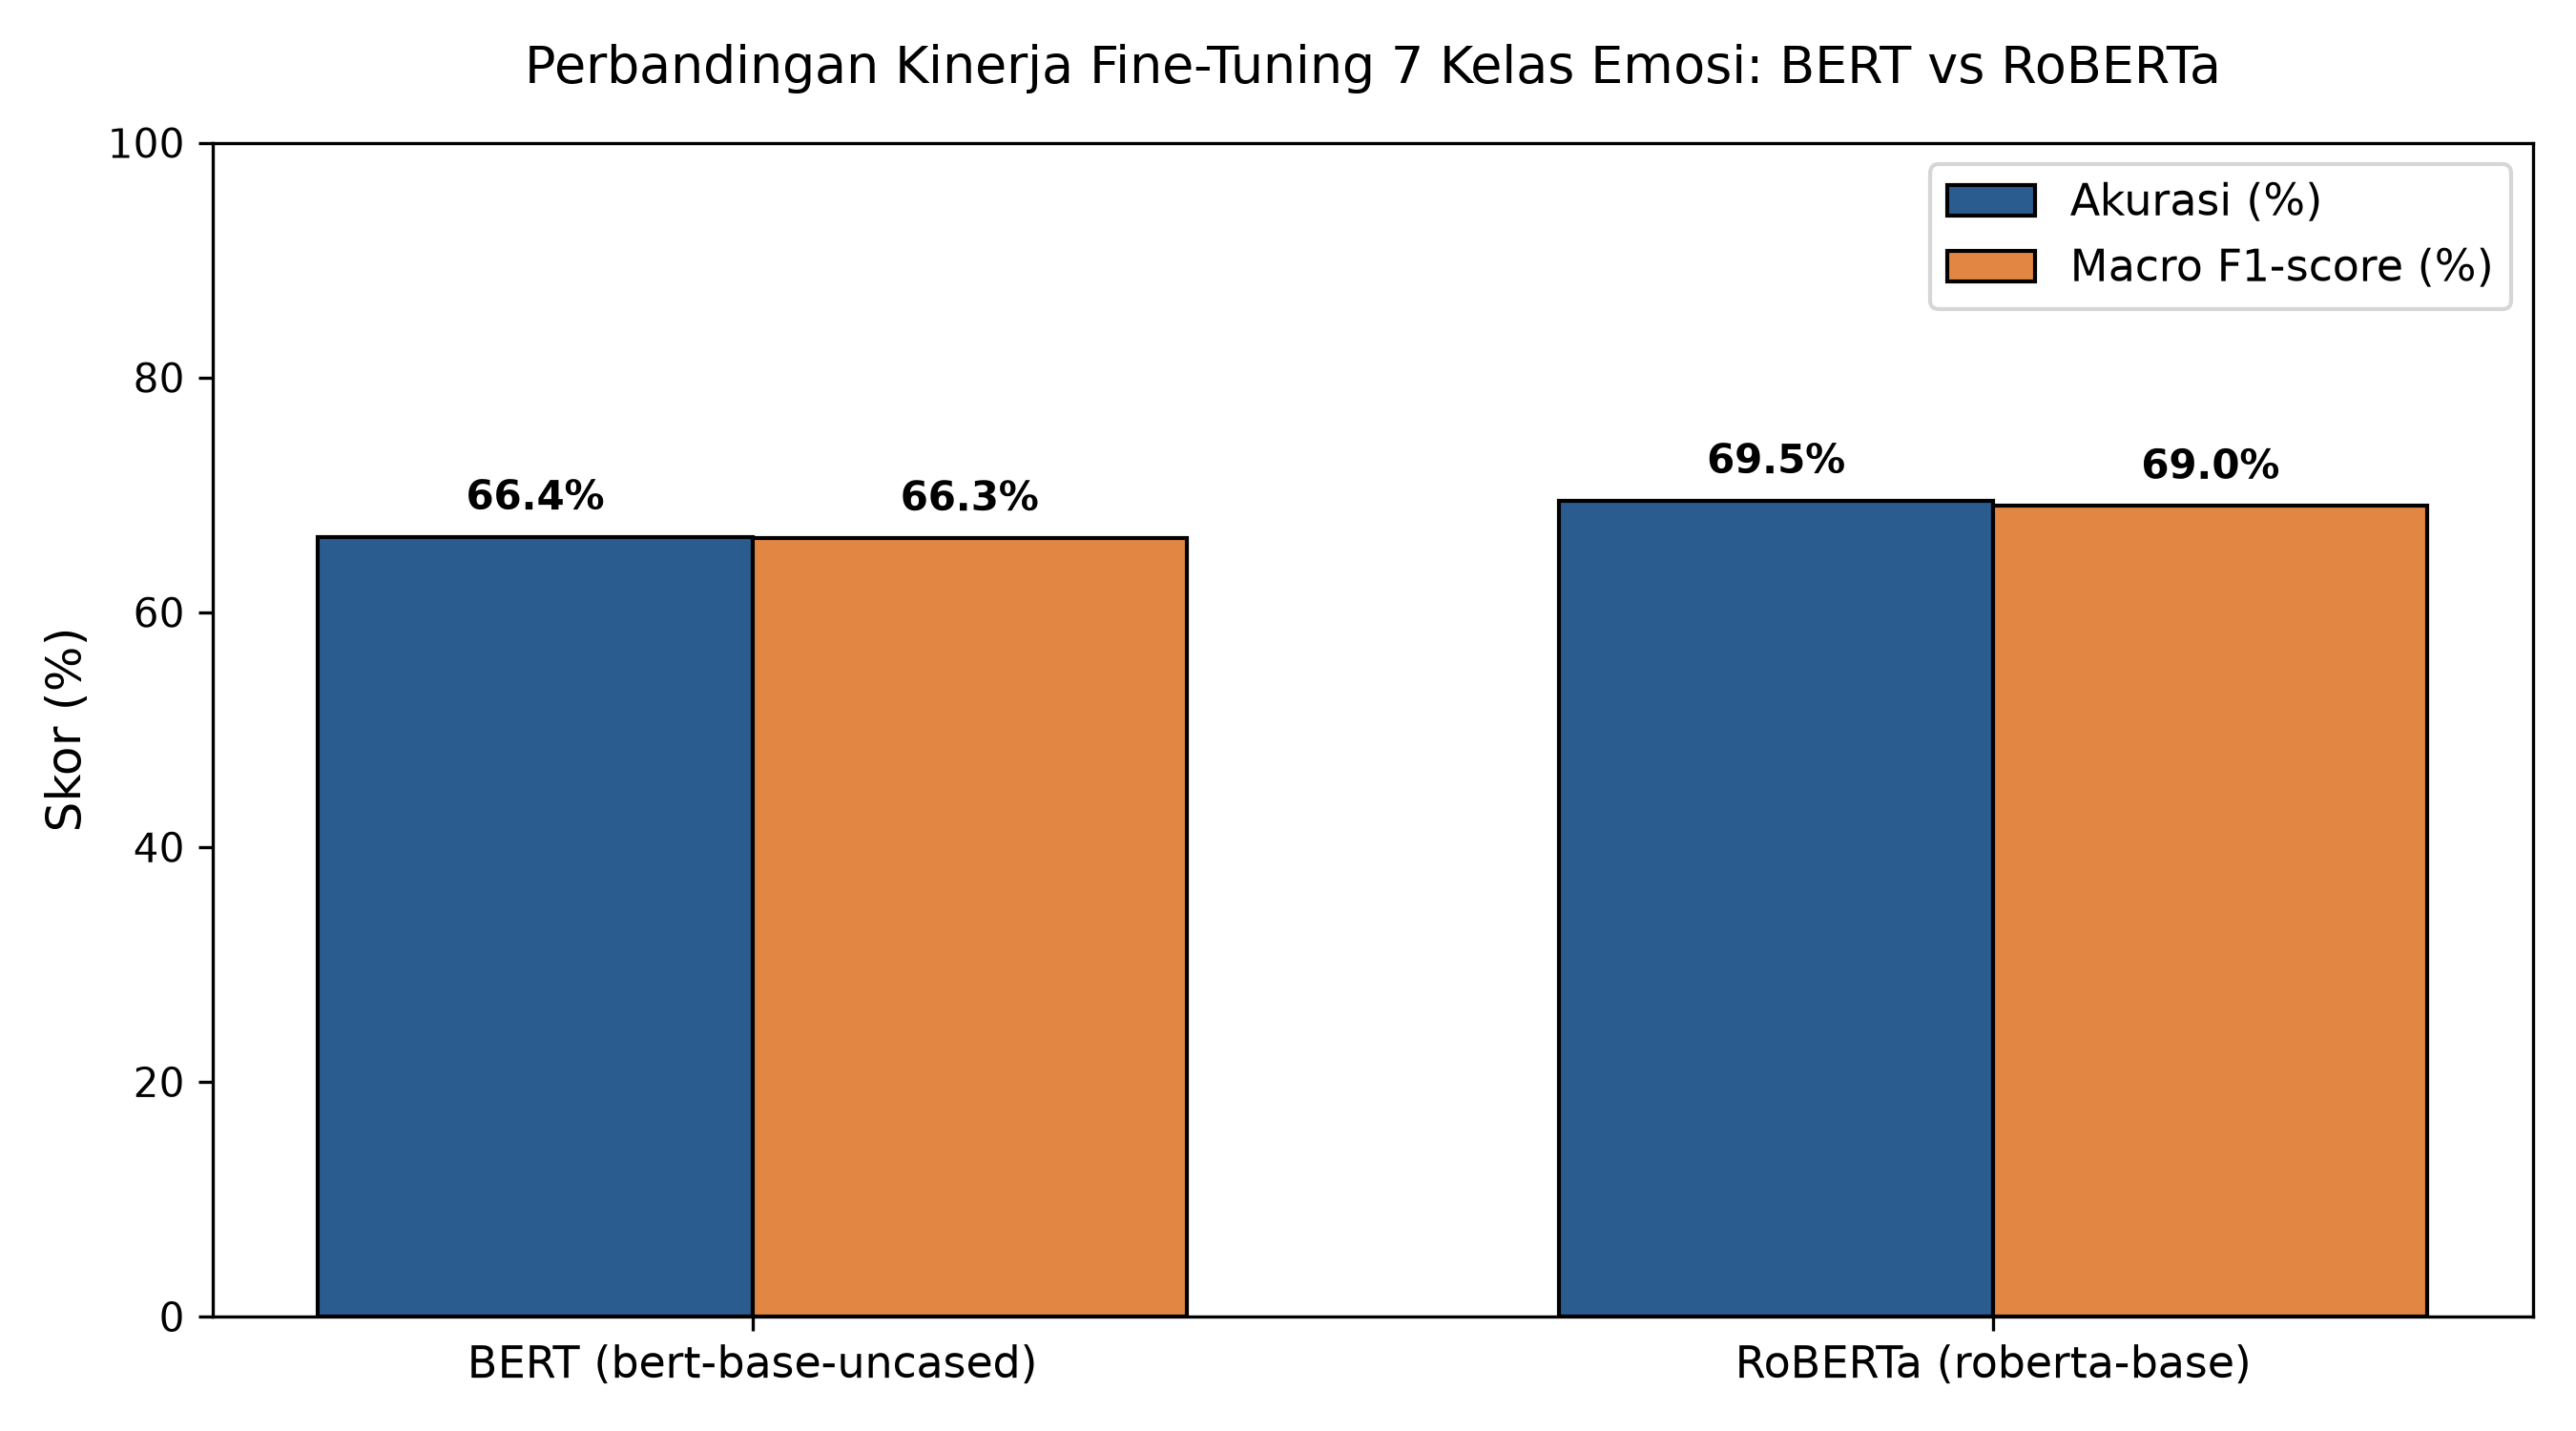 Perbandingan Kinerja Fine-Tuning 7 Kelas Emosi: BERT vs RoBERTa
Akurasi (%)
Macro F1-score (%)
Skor (%)
100
80
60
40
20
0
66.4%
66.3%
69.5%
69.0%
BERT (bert-base-uncased)
RoBERTa (roberta-base)